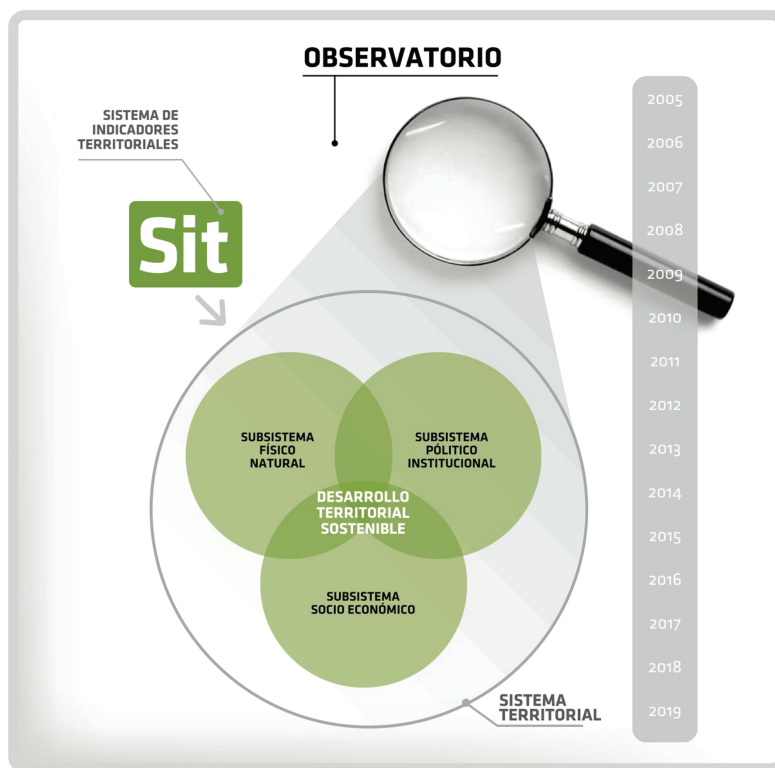 OBSERVATORIO
SISTEMA DE
INDICADORES
TERRITORIALES
Sit
SUBSISTEMA
FÍSICO
NATURAL
SUBSISTEMA
PÓLITICO
INSTITUCIONAL
DESARROLLO
TERRITORIAL
SOSTENIBLE
SUBSISTEMA
SOCIO ECONÓMICO
SISTEMA
TERRITORIAL
2005
2006
2007
2008
2009
2010
2011
2012
2013
2014
2015
2016
2017
2018
2019